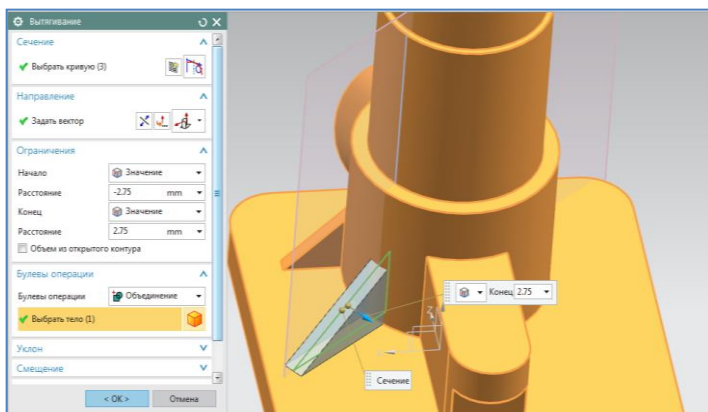 Вытягивание
Сечение
Выбрать кривую (3)
Направление
Задать вектор
Ограничения
Начало Значение
Расстояние -2.75 mm
Конец Значение
Расстояние 2.75 mm
Объем из открытого контура
Булевы операции
Булевы операции Объединение
Выбрать тело (1)
Уклон
Смещение
< ОК > Отмена
Конец 2.75
Сечение